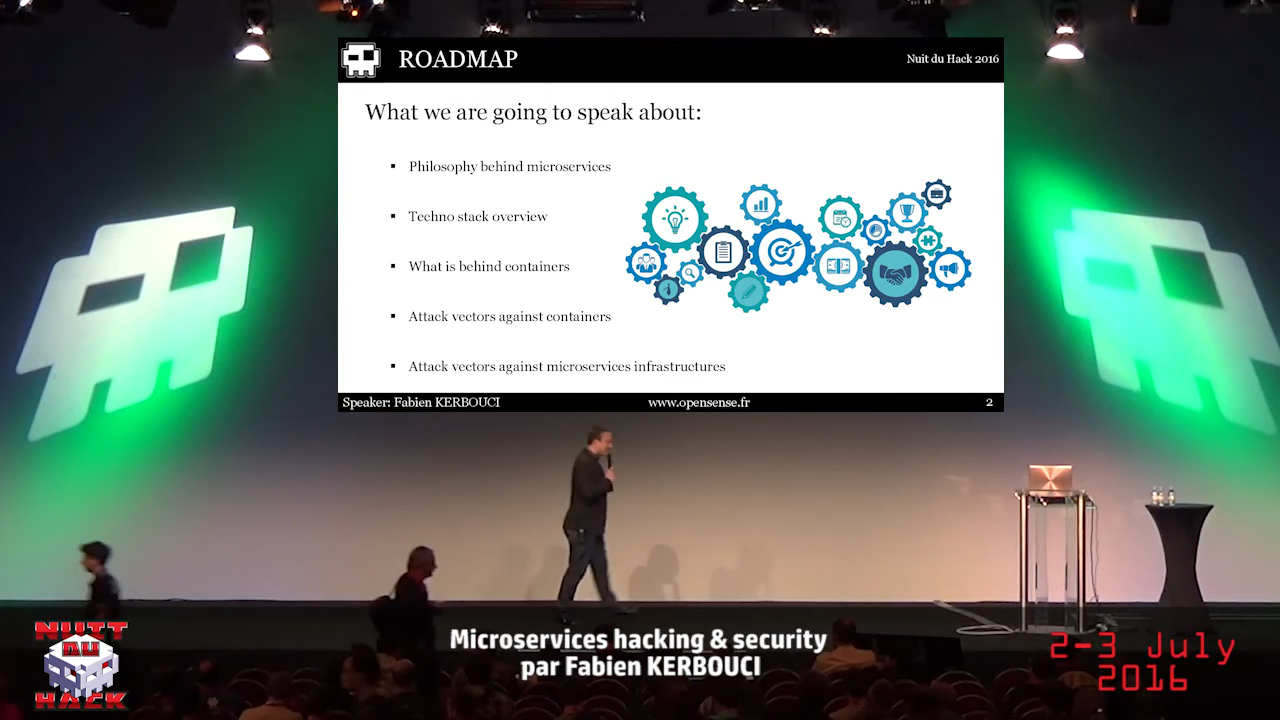 ROADMAP
Nuit du Hack 2016
What we are going to speak about:
▪ Philosophy behind microservices
▪ Techno stack overview
▪ What is behind containers
▪ Attack vectors against containers
▪ Attack vectors against microservices infrastructures
Speaker: Fabien KERBOUCI
www.opensense.fr
2
NUIT
DU
HACK
Microservices hacking & security
par Fabien KERBOUCI
2-3 July
2016